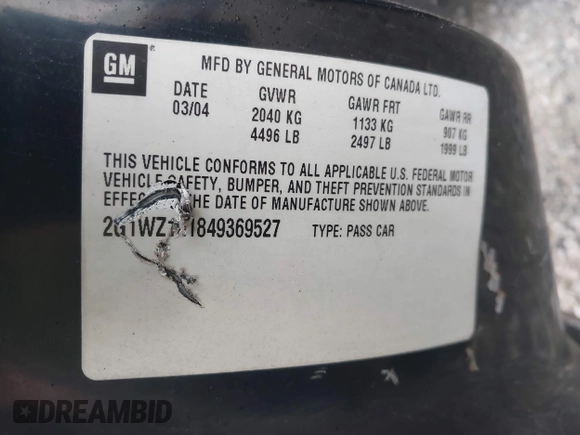 GM
MFD BY GENERAL MOTORS OF CANADA LTD.
DATE GVWR GAWR FRT GAWR RR
03/04 2040 KG 1133 KG 907 KG
4496 LB 2497 LB 1999 LB
THIS VEHICLE CONFORMS TO ALL APPLICABLE U.S. FEDERAL MOTOR
VEHICLE SAFETY, BUMPER, AND THEFT PREVENTION STANDARDS IN
THE DATE OF MANUFACTURE SHOWN ABOVE.
TYPE: PASS CAR
DREAMBID